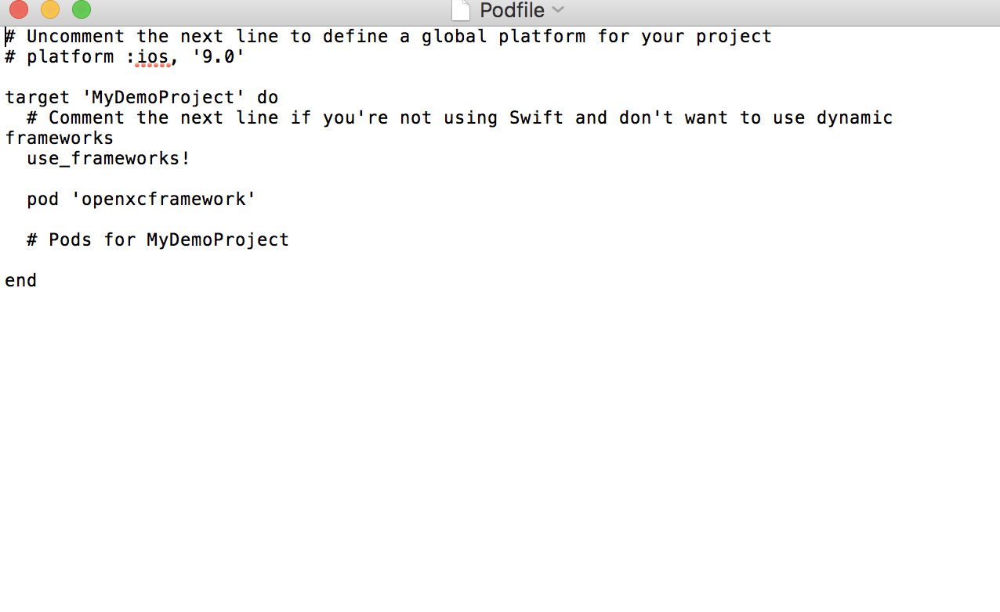 Podfile
# Uncomment the next line to define a global platform for your project
# platform :ios, '9.0'
target 'MyDemoProject' do
  # Comment the next line if you're not using Swift and don't want to use dynamic
frameworks
  use_frameworks!
  pod 'openxcframework'
  # Pods for MyDemoProject
end